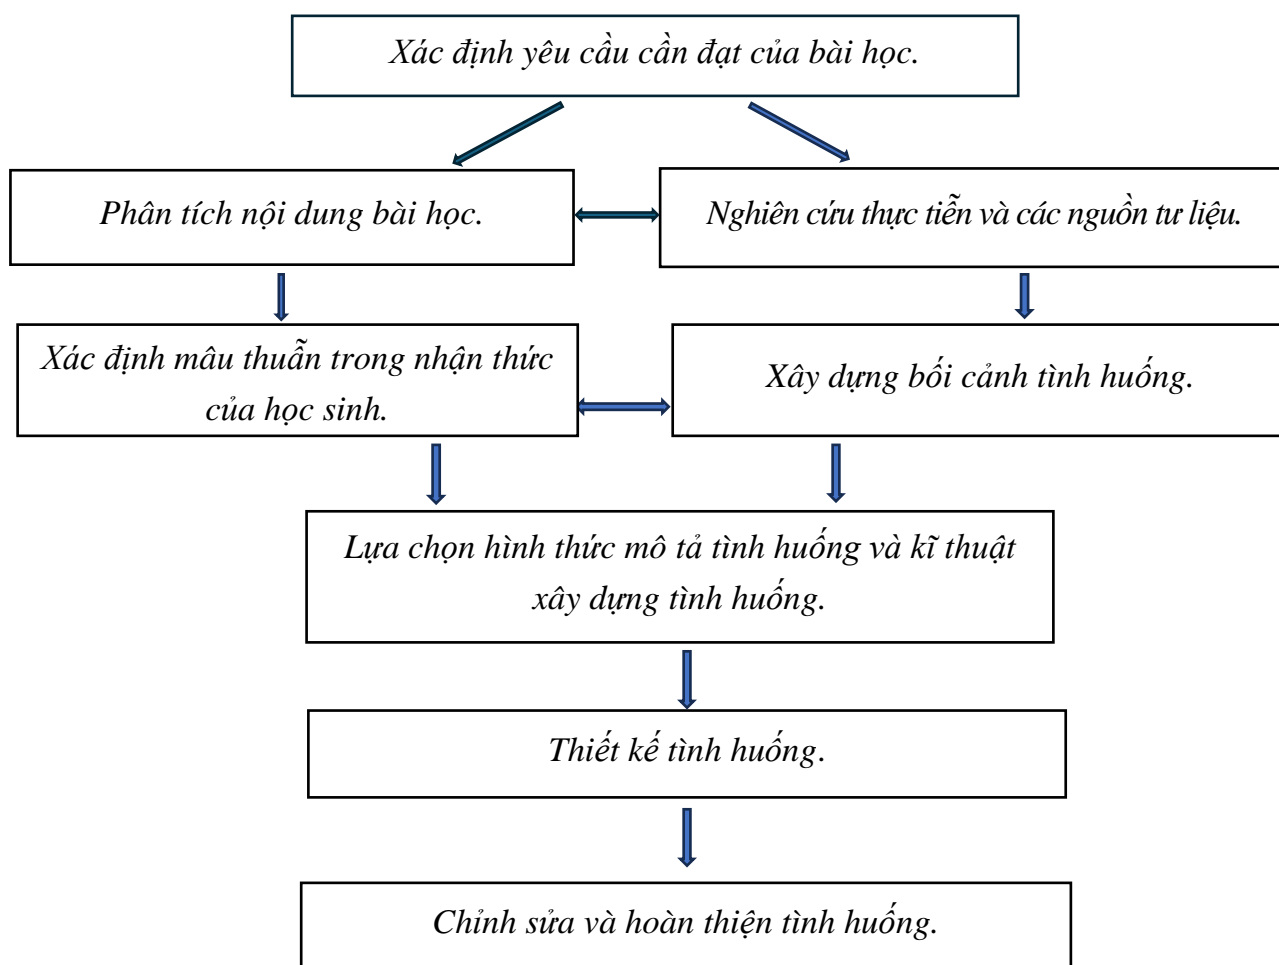 Xác định yêu cầu cần đạt của bài học.
Phân tích nội dung bài học.
Nghiên cứu thực tiễn và các nguồn tư liệu.
Xác định mâu thuẫn trong nhận thức
của học sinh.
Xây dựng bối cảnh tình huống.
Lựa chọn hình thức mô tả tình huống và kĩ thuật
xây dựng tình huống.
Thiết kế tình huống.
Chỉnh sửa và hoàn thiện tình huống.